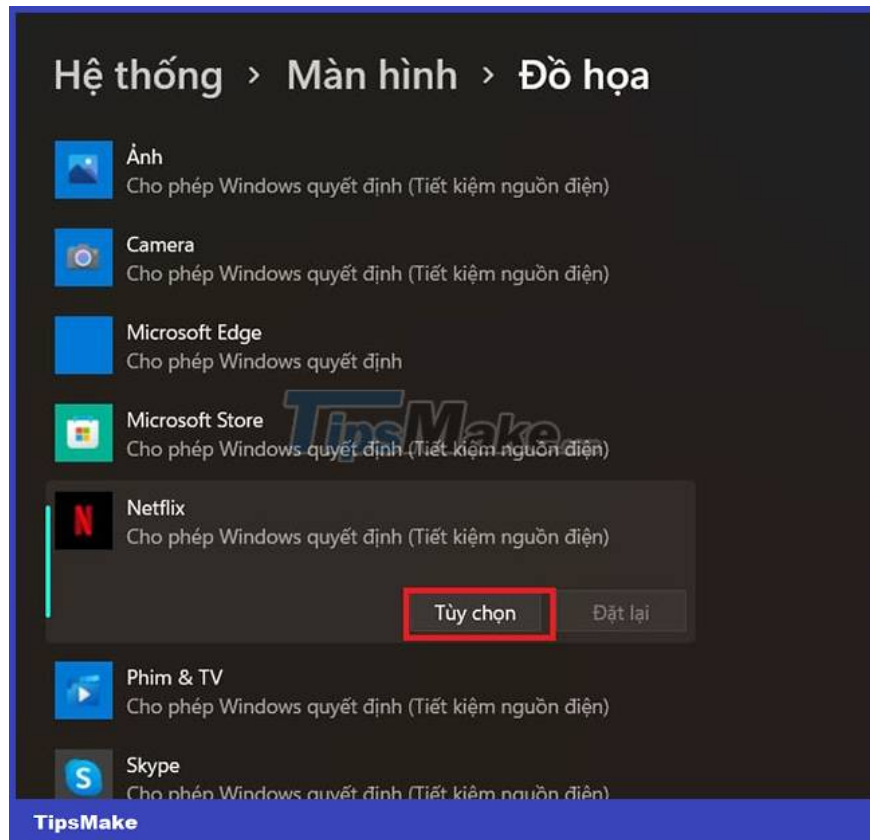 Hệ thống > Màn hình > Đồ họa
Ảnh
Cho phép Windows quyết định (Tiết kiệm nguồn điện)
Camera
Cho phép Windows quyết định (Tiết kiệm nguồn điện)
Microsoft Edge
Cho phép Windows quyết định
Microsoft Store
Cho phép Windows quyết định (Tiết kiệm nguồn điện)
TipsMake
Netflix
Cho phép Windows quyết định (Tiết kiệm nguồn điện)
Tùy chọn
Đặt lại
Phim & TV
Cho phép Windows quyết định (Tiết kiệm nguồn điện)
Skype
Cho phép Windows quyết định (Tiết kiệm nguồn điện)
TipsMake